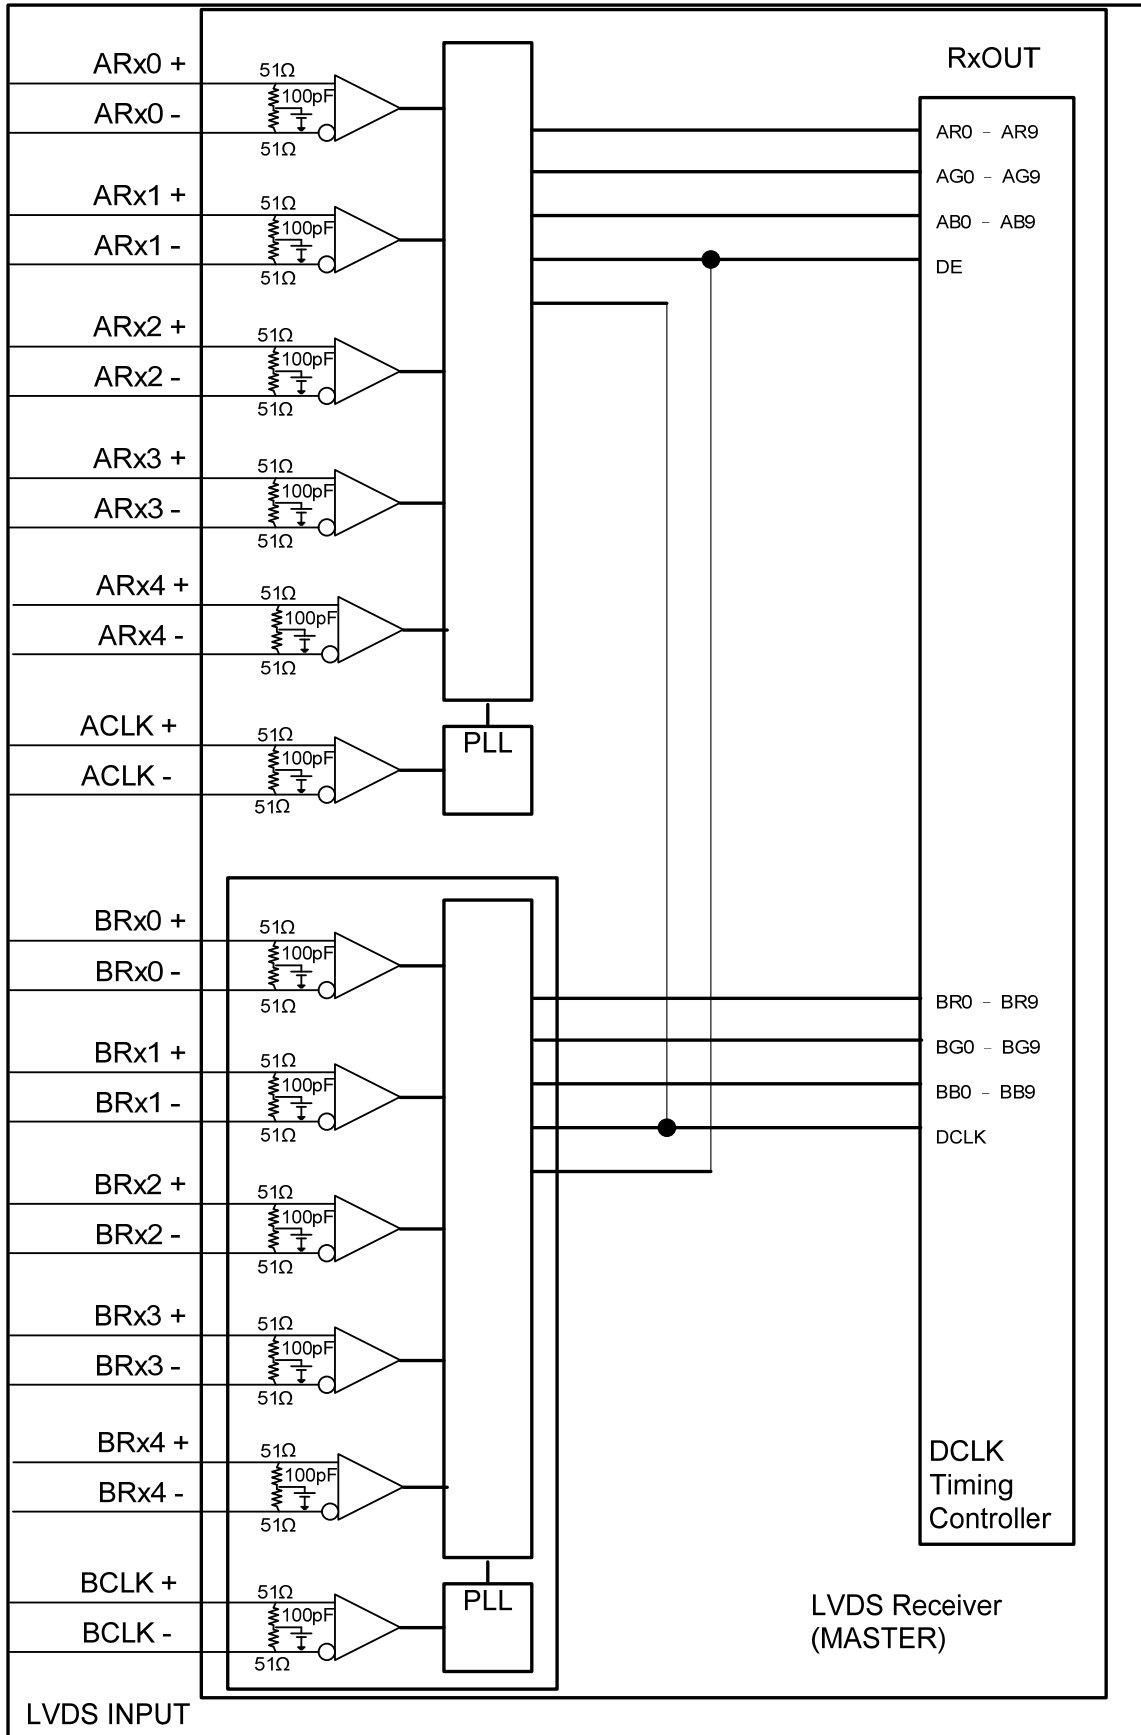 RxOUT
ARx0 +
51Ω
100pF
ARx0 -
51Ω
AR0 - AR9
AG0 - AG9
ARx1 +
51Ω
100pF
AB0 - AB9
ARx1 -
51Ω
DE
ARx2 +
51Ω
100pF
ARx2 -
51Ω
ARx3 +
51Ω
100pF
ARx3 -
51Ω
ARx4 +
51Ω
100pF
ARx4 -
51Ω
ACLK +
51Ω
PLL
100pF
ACLK -
51Ω
BRx0 +
51Ω
100pF
BRx0 -
51Ω
BR0 - BR9
BG0 - BG9
BRx1 +
51Ω
100pF
BB0 - BB9
BRx1 -
51Ω
DCLK
BRx2 +
51Ω
100pF
BRx2 -
51Ω
BRx3 +
51Ω
100pF
BRx3 -
51Ω
BRx4 +
51Ω
100pF
BRx4 -
51Ω
DCLK
Timing
Controller
BCLK +
51Ω
PLL
100pF
BCLK -
51Ω
LVDS Receiver
(MASTER)
LVDS INPUT